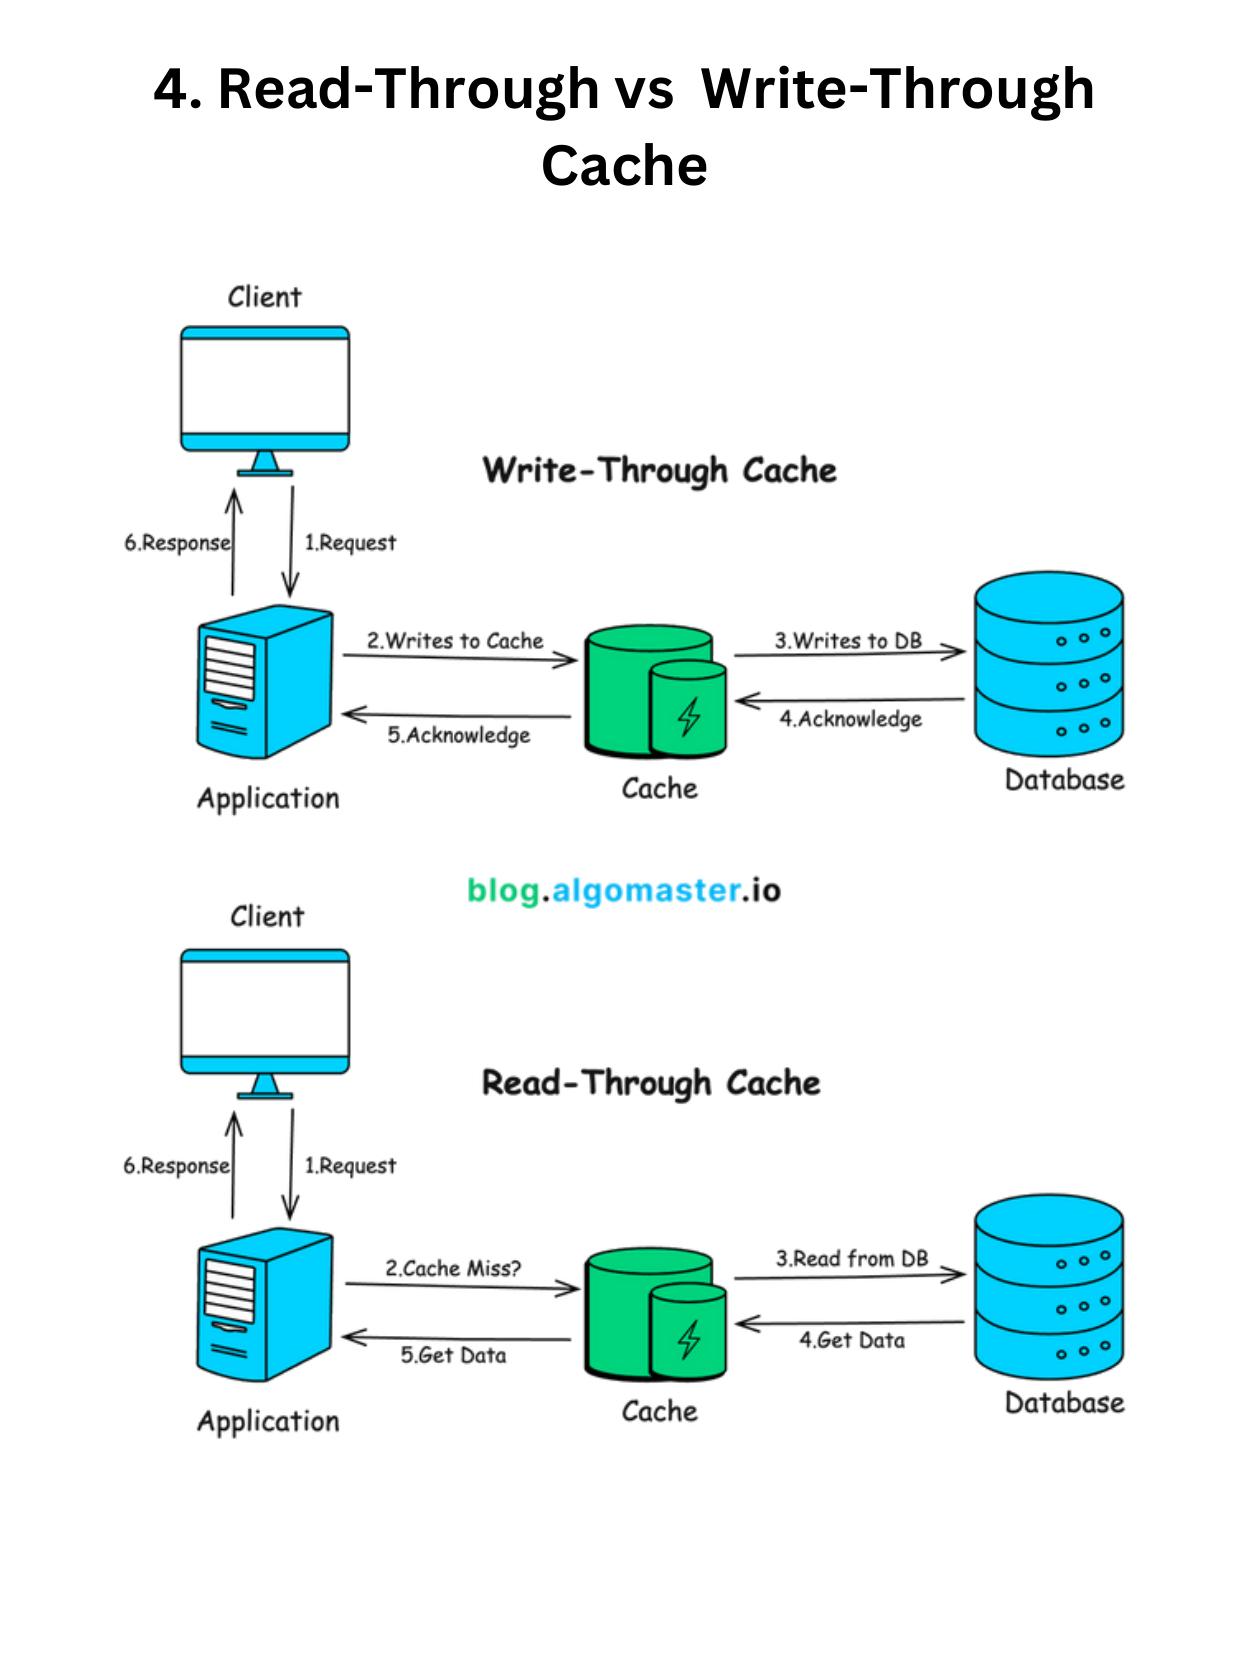 4. Read-Through vs Write-Through
Cache
Client
Write-Through Cache
6.Response
1.Request
2.Writes to Cache
3.Writes to DB
4.Acknowledge
5.Acknowledge
Application
Cache
Database
blog.algomaster.io
Client
Read-Through Cache
6.Response
1.Request
2.Cache Miss?
3.Read from DB
4.Get Data
5.Get Data
Application
Cache
Database